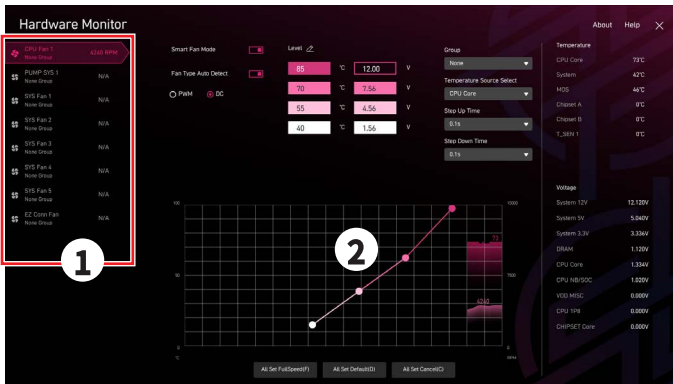 Hardware Monitor
About Help
CPU Fan 1
None Group
4240 RPM
PUMP SYS 1
None Group
N/A
SYS Fan 1
None Group
N/A
SYS Fan 2
None Group
N/A
SYS Fan 3
None Group
N/A
SYS Fan 4
None Group
N/A
SYS Fan 5
None Group
N/A
EZ Conn Fan
None Group
N/A
1
Smart Fan Mode
Fan Type Auto Detect
PWM DC
Level
85 °C 12.00 V
70 °C 7.56 V
55 °C 4.56 V
40 °C 1.56 V
Group
None
Temperature Source Select
CPU Core
Step Up Time
0.1s
Step Down Time
0.1s
100
15000
73
2
50
7500
4240
0
0
°C
RPM
All Set FullSpeed(F) All Set Default(D) All Set Cancel(C)
Temperature
CPU Core 73°C
System 42°C
MOS 46°C
Chipset A 0°C
Chipset B 0°C
T_SEN 1 0°C
Voltage
System 12V 12.120V
System 5V 5.040V
System 3.3V 3.336V
DRAM 1.120V
CPU Core 1.334V
CPU NB/SOC 1.020V
VDD MISC 0.000V
CPU 1P8 0.000V
CHIPSET Core 0.000V